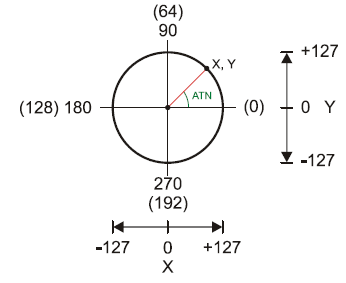 (64)
90
+127
X, Y
ATN
(128) 180
(0)
0 Y
-127
270
(192)
-127 0 +127
X